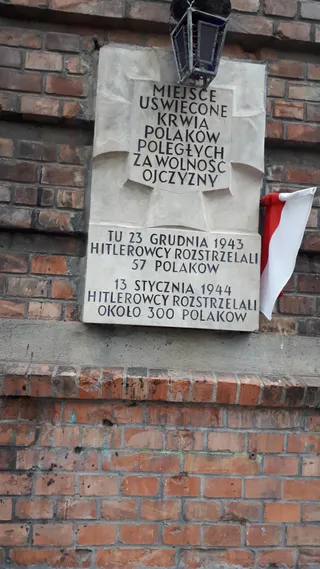 MIEJSCE
UŚWIĘCONE
KRWIĄ
POLAKÓW
POLEGŁYCH
ZA WOLNOŚĆ
OJCZYZNY
TU 23 GRUDNIA 1943
HITLEROWCY ROZSTRZELALI
57 POLAKÓW
13 STYCZNIA 1944
HITLEROWCY ROZSTRZELALI
OKOŁO 300 POLAKÓW